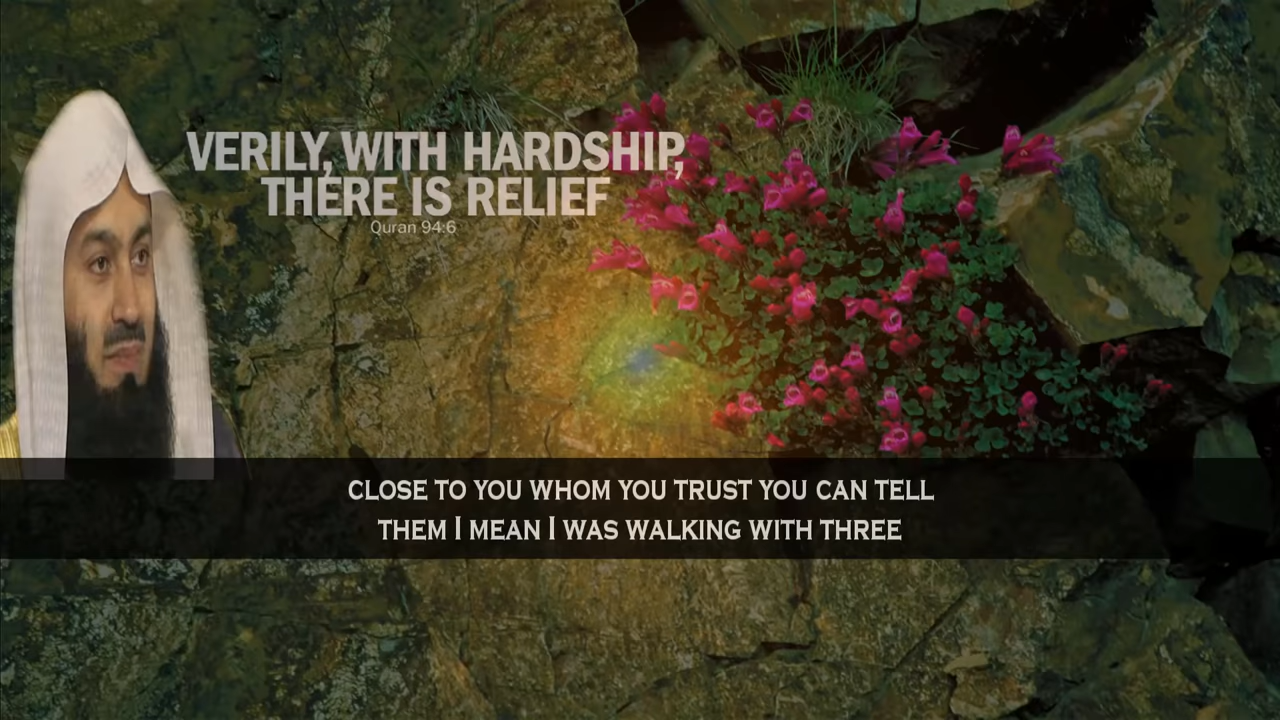 VERILY, WITH HARDSHIP,
THERE IS RELIEF
Quran 94:6
CLOSE TO YOU WHOM YOU TRUST YOU CAN TELL
THEM I MEAN I WAS WALKING WITH THREE